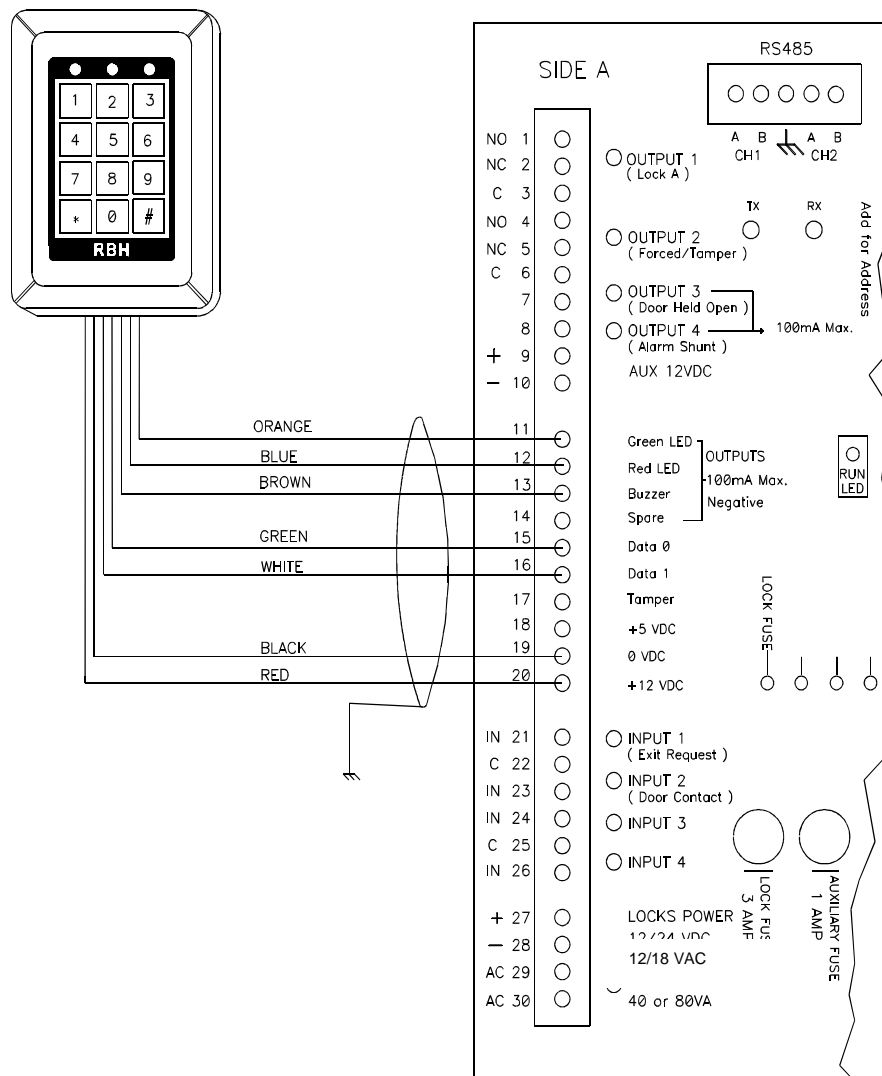 1 2 3
4 5 6
7 8 9
* 0 #
RBH
ORANGE
BLUE
BROWN
GREEN
WHITE
BLACK
RED
SIDE A
RS485
A B A B
CH1 CH2
TX RX
Add for Address
NO 1
NC 2
C 3
NO 4
NC 5
C 6
7
8
+ 9
− 10
11
12
13
14
15
16
17
18
19
20
IN 21
C 22
IN 23
IN 24
C 25
IN 26
+ 27
− 28
AC 29
AC 30
OUTPUT 1
( Lock A )
OUTPUT 2
( Forced/Tamper )
OUTPUT 3
( Door Held Open )
OUTPUT 4
( Alarm Shunt )
100mA Max.
AUX 12VDC
Green LED
Red LED
Buzzer
Spare
OUTPUTS
100mA Max.
Negative
RUN
LED
Data 0
Data 1
Tamper
+5 VDC
0 VDC
+12 VDC
LOCK FUSE
INPUT 1
( Exit Request )
INPUT 2
( Door Contact )
INPUT 3
INPUT 4
LOCK FUS
3 AMP
AUXILIARY FUSE
1 AMP
LOCKS POWER
12/24 VDC
12/18 VAC
40 or 80VA